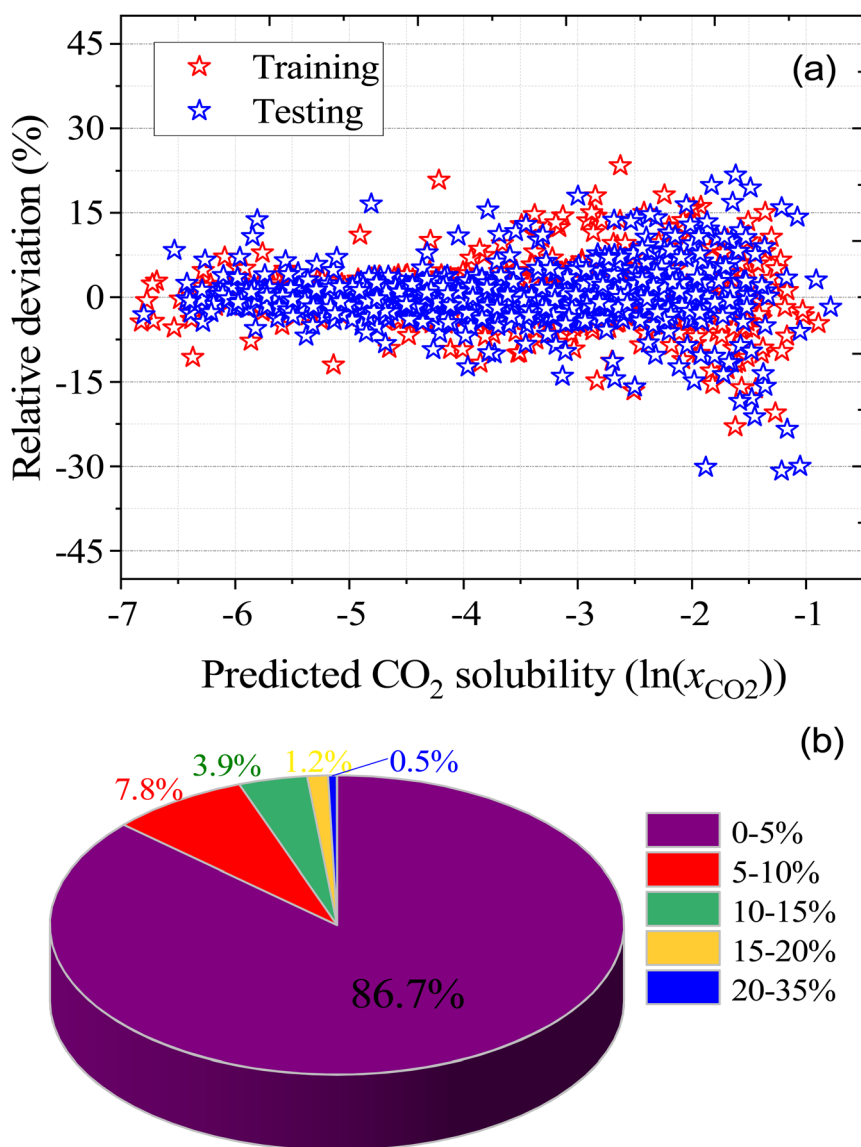 (a)
Training
Testing
Relative deviation (%)
45
30
15
0
-15
-30
-45
-7 -6 -5 -4 -3 -2 -1
Predicted CO₂ solubility (ln(x_CO2))
(b)
7.8% 3.9% 1.2% 0.5%
86.7%
0-5%
5-10%
10-15%
15-20%
20-35%